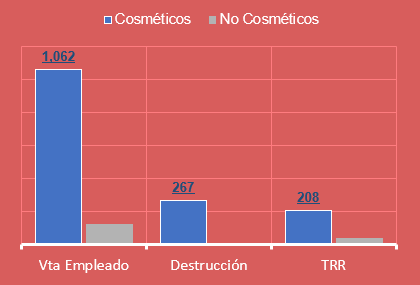 Cosméticos No Cosméticos
1,062
267
208
Vta Empleado Destrucción TRR